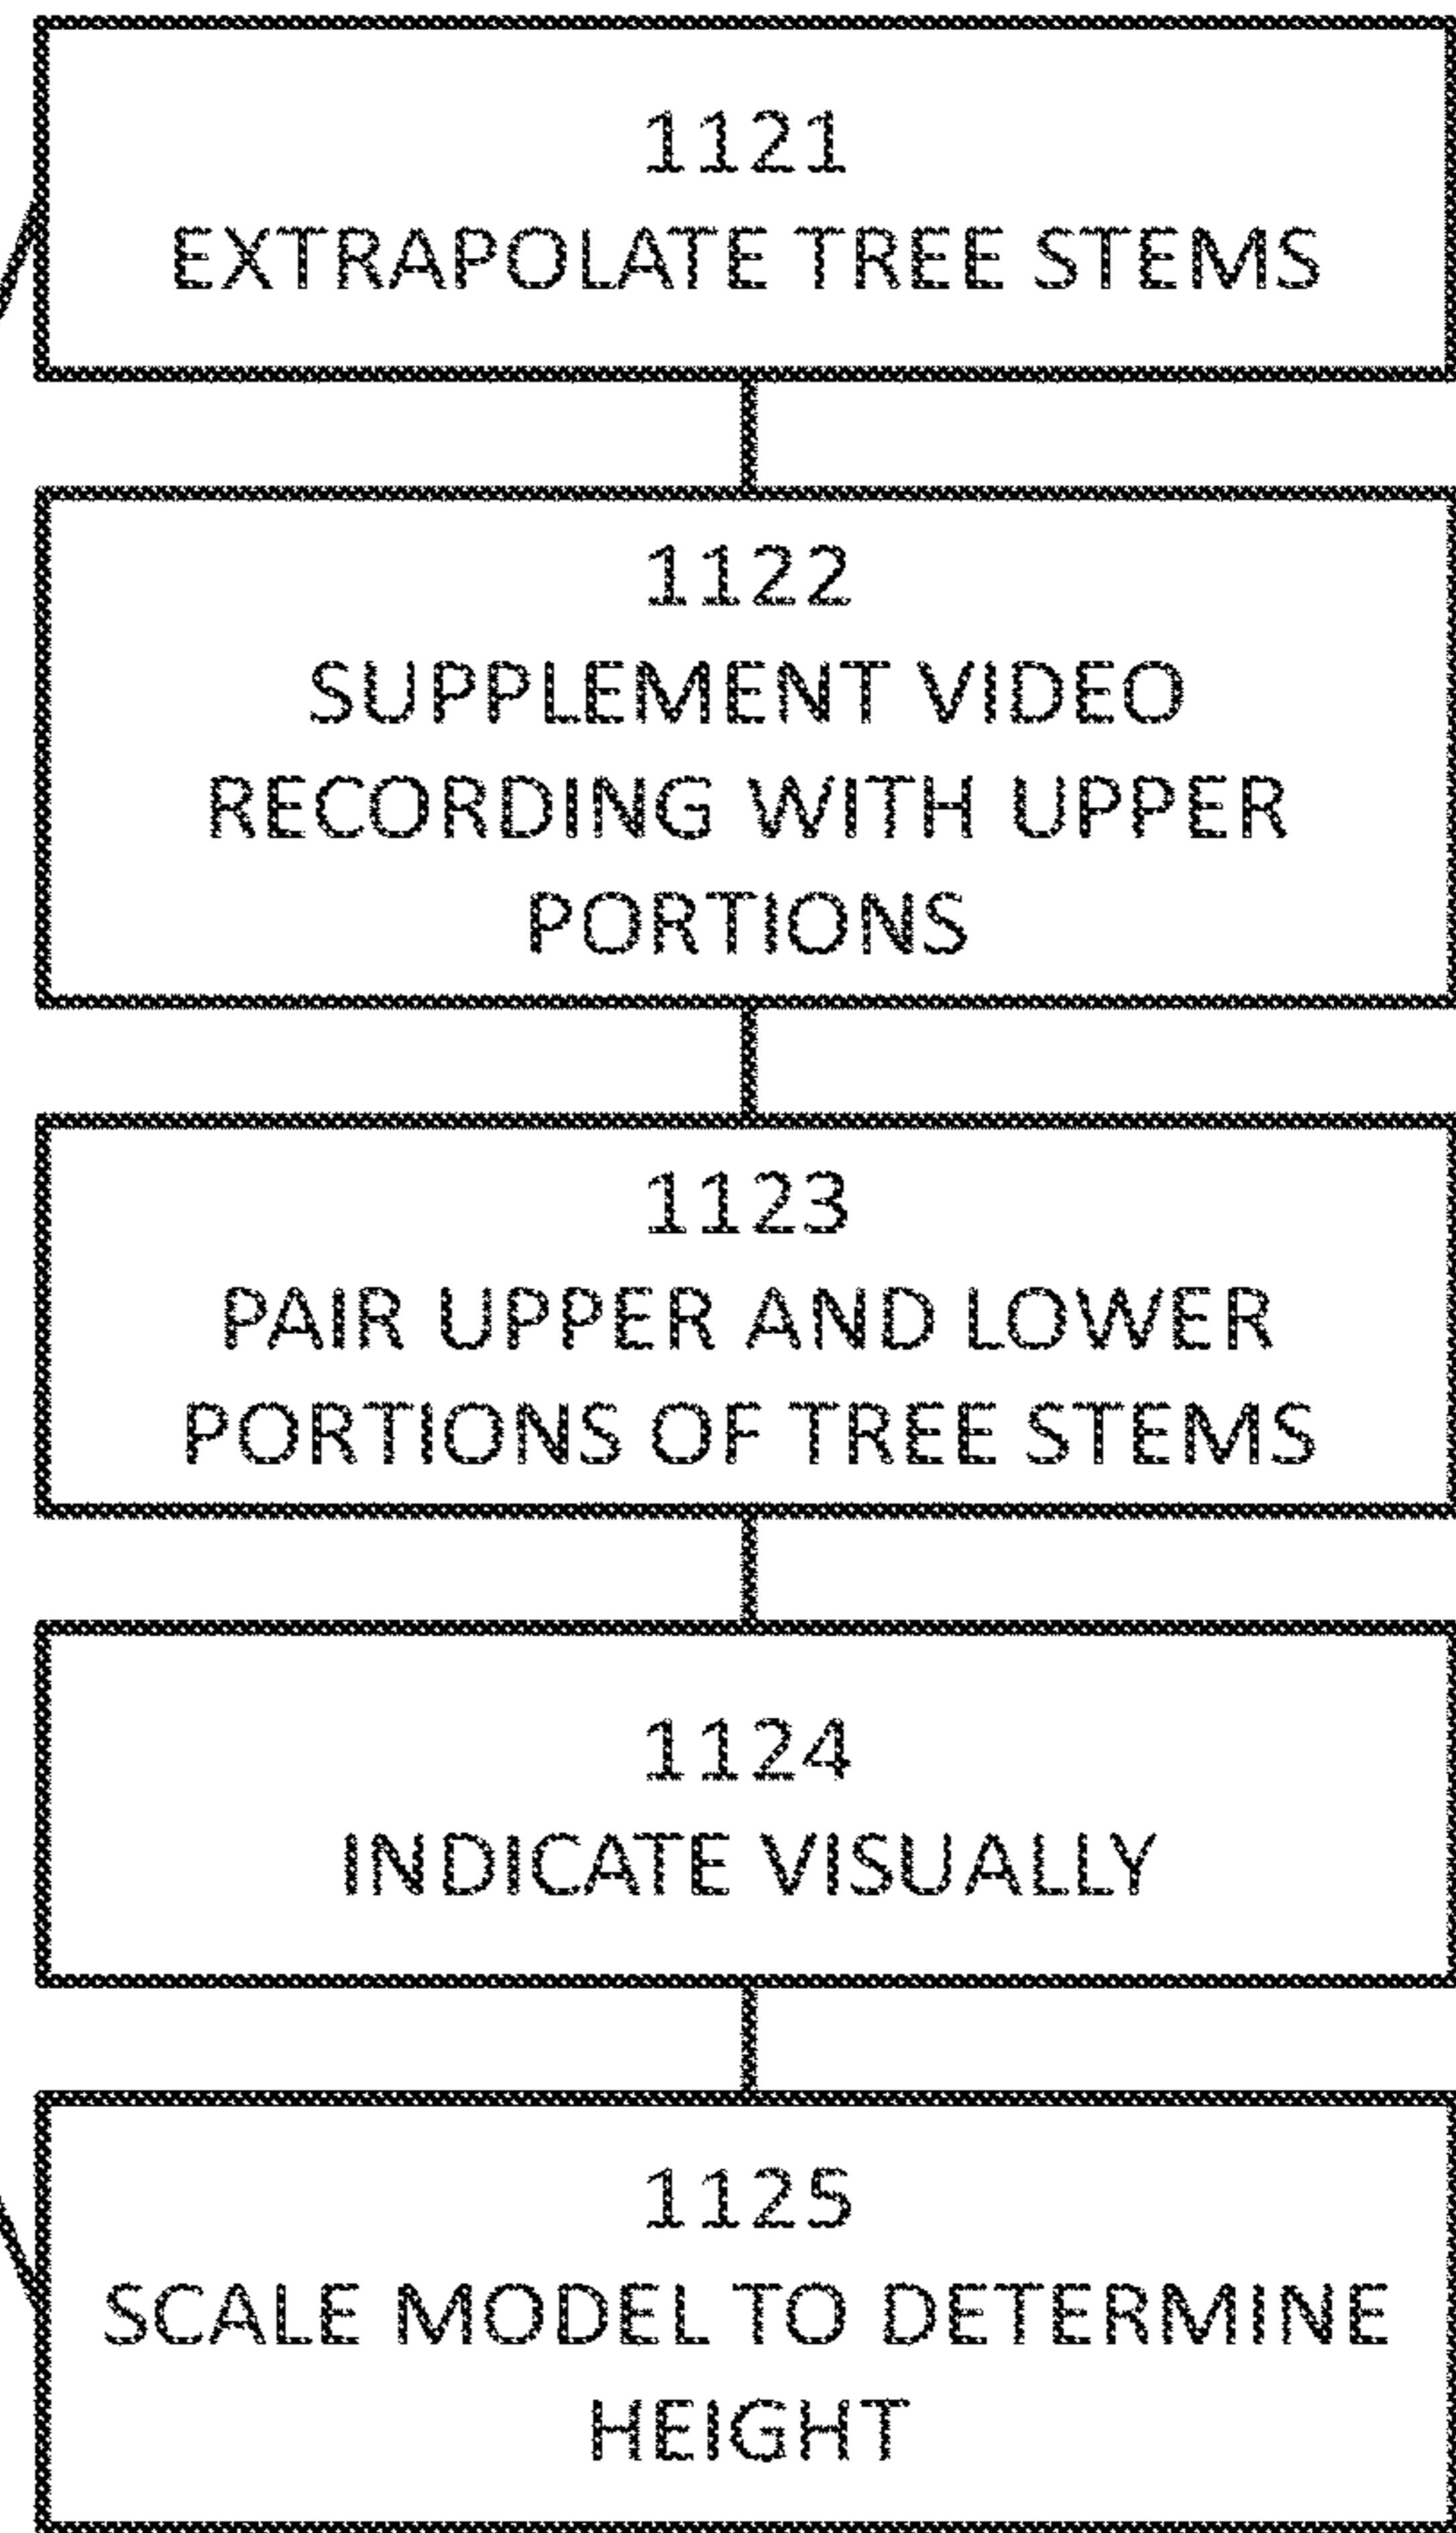 1121
EXTRAPOLATE TREE STEMS
1122
SUPPLEMENT VIDEO
RECORDING WITH UPPER
PORTIONS
1123
PAIR UPPER AND LOWER
PORTIONS OF TREE STEMS
1124
INDICATE VISUALLY
1125
SCALE MODEL TO DETERMINE
HEIGHT